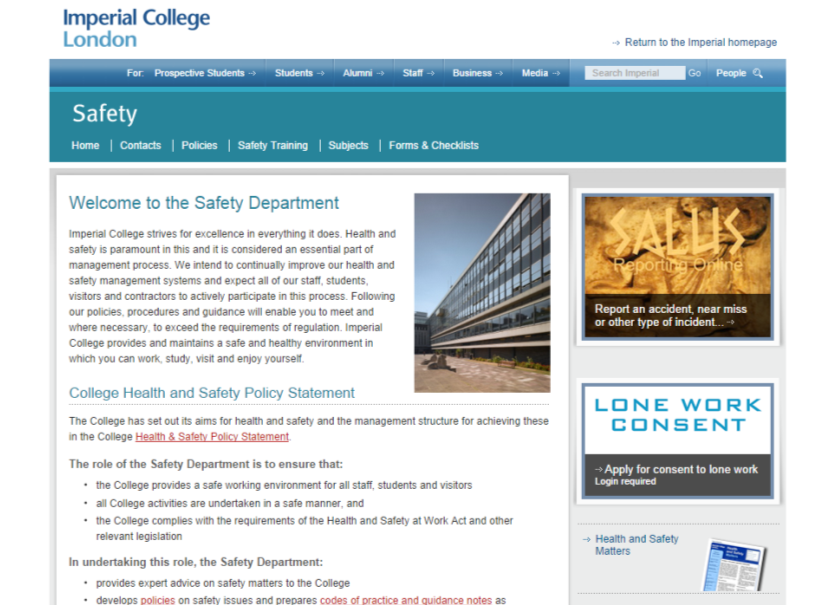 Imperial College
London
→ Return to the Imperial homepage
For: Prospective Students → Students → Alumni → Staff → Business → Media → Search Imperial Go People
Safety
Home | Contacts | Policies | Safety Training | Subjects | Forms & Checklists
Welcome to the Safety Department
Imperial College strives for excellence in everything it does. Health and
safety is paramount in this and it is considered an essential part of
management process. We intend to continually improve our health and
safety management systems and expect all of our staff, students,
visitors and contractors to actively participate in this process. Following
our policies, procedures and guidance will enable you to meet and
where necessary, to exceed the requirements of regulation. Imperial
College provides and maintains a safe and healthy environment in
which you can work, study, visit and enjoy yourself.
College Health and Safety Policy Statement
The College has set out its aims for health and safety and the management structure for achieving these
in the College Health & Safety Policy Statement.
The role of the Safety Department is to ensure that:
• the College provides a safe working environment for all staff, students and visitors
• all College activities are undertaken in a safe manner, and
• the College complies with the requirements of the Health and Safety at Work Act and other
relevant legislation
In undertaking this role, the Safety Department:
• provides expert advice on safety matters to the College
• develops policies on safety issues and prepares codes of practice and guidance notes as
SALUS
Reporting Online
Report an accident, near miss
or other type of incident... →
LONE WORK
CONSENT
→ Apply for consent to lone work
Login required
→ Health and Safety
Matters